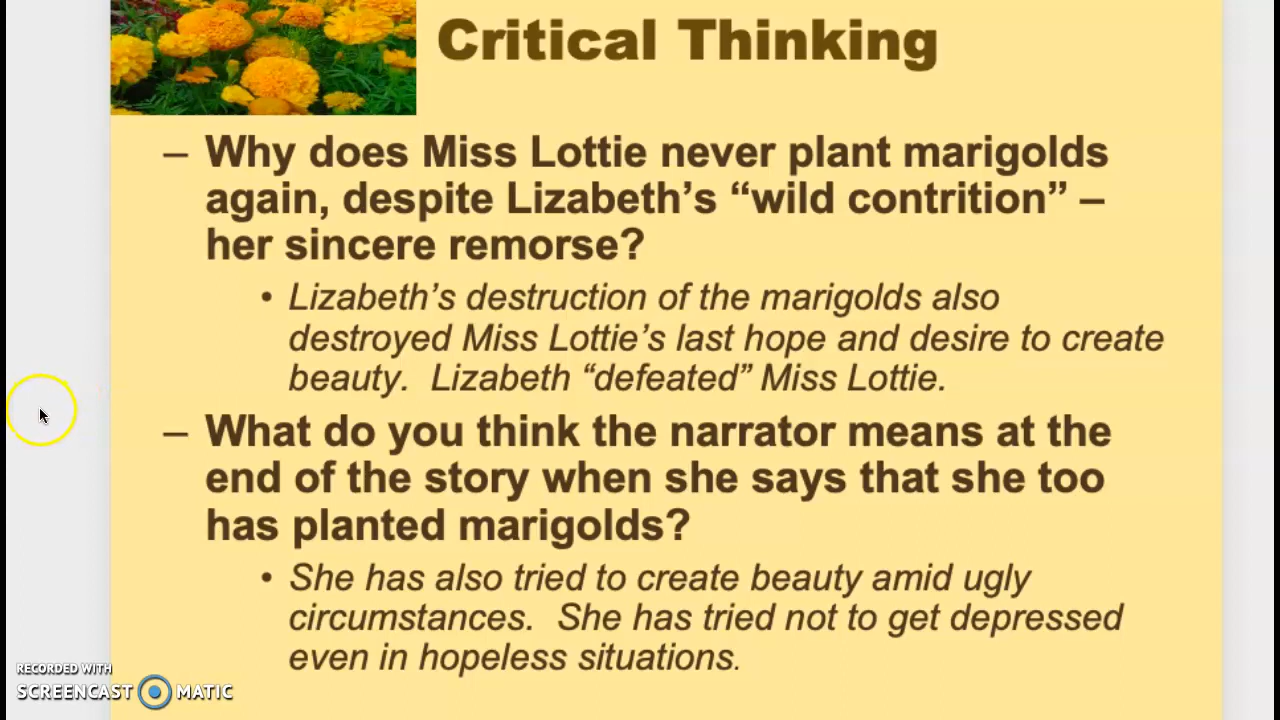 Critical Thinking
– Why does Miss Lottie never plant marigolds
again, despite Lizabeth’s “wild contrition” –
her sincere remorse?
• Lizabeth’s destruction of the marigolds also
destroyed Miss Lottie’s last hope and desire to create
beauty.  Lizabeth “defeated” Miss Lottie.
– What do you think the narrator means at the
end of the story when she says that she too
has planted marigolds?
• She has also tried to create beauty amid ugly
circumstances.  She has tried not to get depressed
even in hopeless situations.
RECORDED WITH
SCREENCAST MATIC